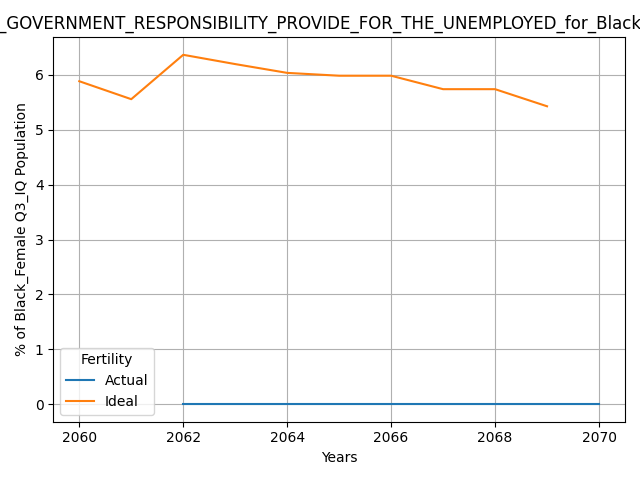 _GOVERNMENT_RESPONSIBILITY_PROVIDE_FOR_THE_UNEMPLOYED_for_Black
% of Black_Female Q3_IQ Population
6
5
4
3
2
1
0
Fertility
Actual
Ideal
2060 2062 2064 2066 2068 2070
Years